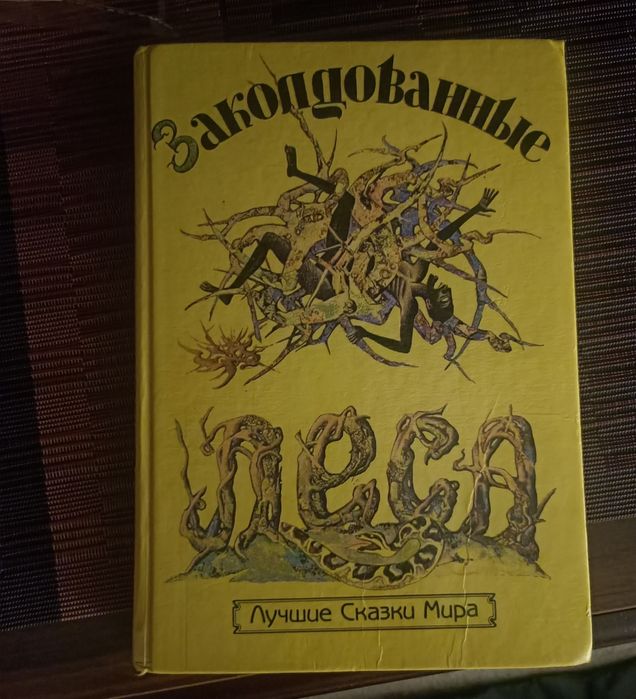 Заколдованные
леса
Лучшие Сказки Мира